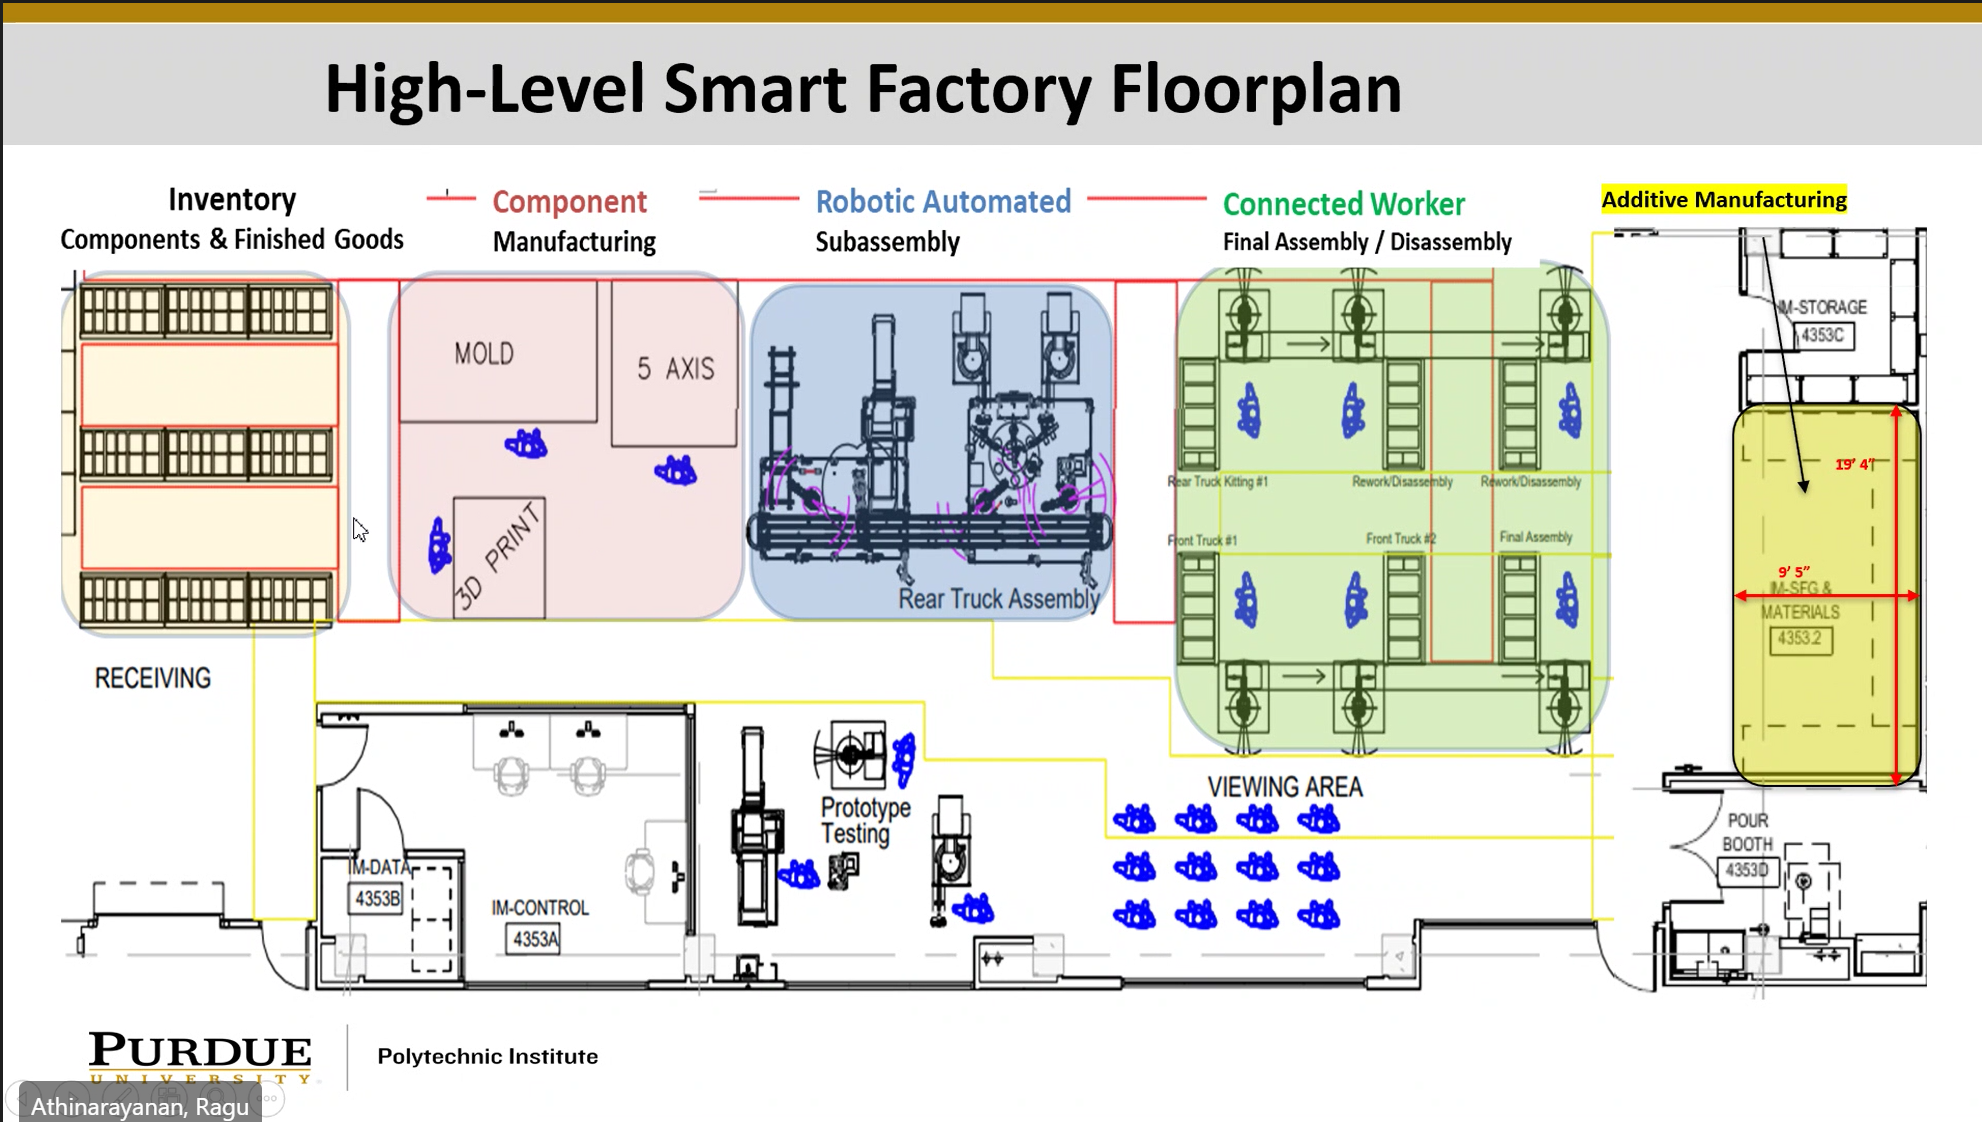 High-Level Smart Factory Floorplan
Inventory
Components & Finished Goods
Component
Manufacturing
Robotic Automated
Subassembly
Connected Worker
Final Assembly / Disassembly
Additive Manufacturing
MOLD
5 AXIS
3D PRINT
Rear Truck Assembly
Rear Truck Kitting #1
Rework/Disassembly
Rework/Disassembly
Front Truck #1
Front Truck #2
Final Assembly
IM-STORAGE
4353C
19' 4"
9' 5"
IM-SFG &
MATERIALS
4353.2
RECEIVING
VIEWING AREA
Prototype
Testing
IM-DATA
4353B
IM-CONTROL
4353A
POUR
BOOTH
4353D
PURDUE
UNIVERSITY
Polytechnic Institute
Athinarayanan, Ragu